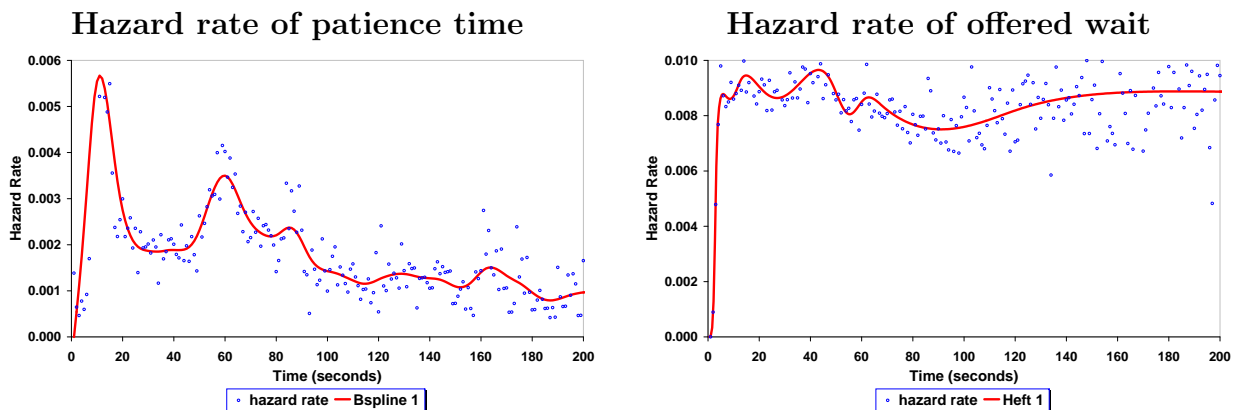 Hazard rate of patience time
0.006
0.005
0.004
0.003
0.002
0.001
0.000
Hazard Rate
0 20 40 60 80 100 120 140 160 180 200
Time (seconds)
hazard rate Bspline 1
Hazard rate of offered wait
0.010
0.008
0.006
0.004
0.002
0.000
Hazard Rate
0 20 40 60 80 100 120 140 160 180 200
Time (seconds)
hazard rate Heft 1